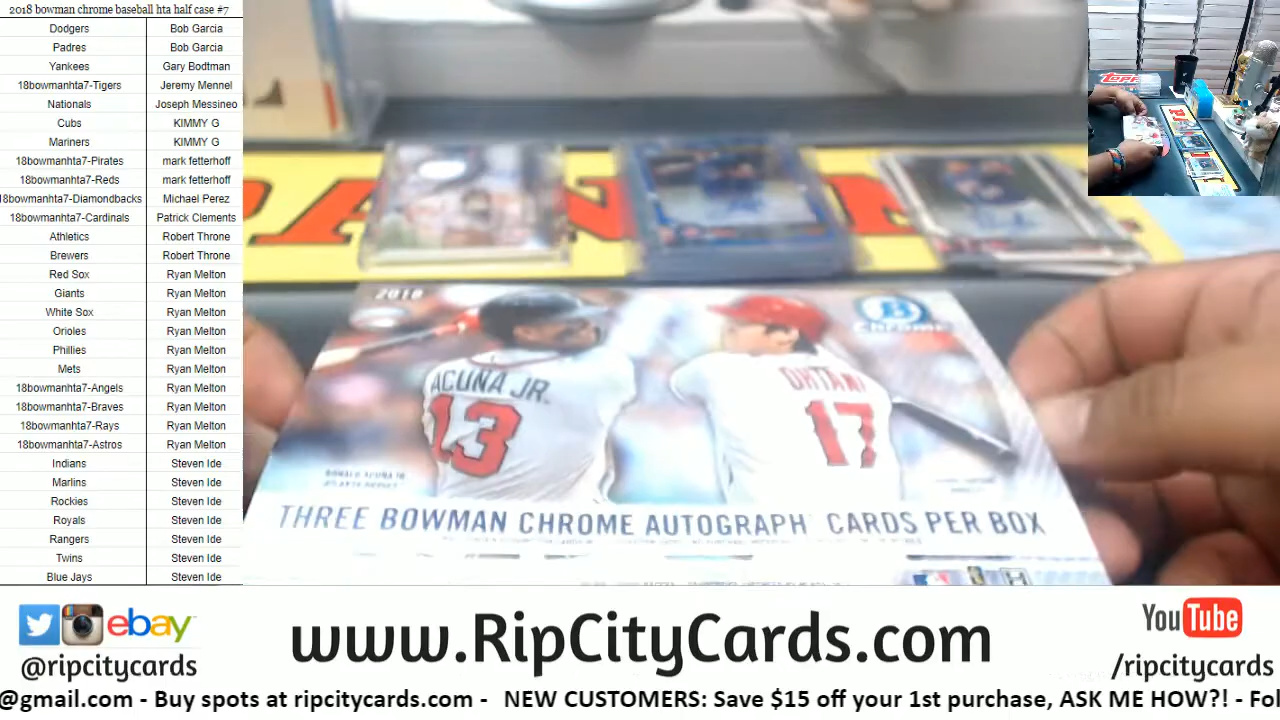 2018 bowman chrome baseball hta half case #7
Dodgers Bob Garcia
Padres Bob Garcia
Yankees Gary Bodtman
18bowmanhta7-Tigers Jeremy Mennel
Nationals Joseph Messineo
Cubs KIMMY G
Mariners KIMMY G
18bowmanhta7-Pirates mark fetterhoff
18bowmanhta7-Reds mark fetterhoff
18bowmanhta7-Diamondbacks Michael Perez
18bowmanhta7-Cardinals Patrick Clements
Athletics Robert Throne
Brewers Robert Throne
Red Sox Ryan Melton
Giants Ryan Melton
White Sox Ryan Melton
Orioles Ryan Melton
Phillies Ryan Melton
Mets Ryan Melton
18bowmanhta7-Angels Ryan Melton
18bowmanhta7-Braves Ryan Melton
18bowmanhta7-Rays Ryan Melton
18bowmanhta7-Astros Ryan Melton
Indians Steven Ide
Marlins Steven Ide
Rockies Steven Ide
Royals Steven Ide
Rangers Steven Ide
Twins Steven Ide
Blue Jays Steven Ide
2018
B
chrome
ACUÑA JR.
13
OHTANI
17
THREE BOWMAN CHROME AUTOGRAPH CARDS PER BOX
topps
ebay
@ripcitycards
www.RipCityCards.com
YouTube
/ripcitycards
@gmail.com - Buy spots at ripcitycards.com - NEW CUSTOMERS: Save $15 off your 1st purchase, ASK ME HOW?! - Fol